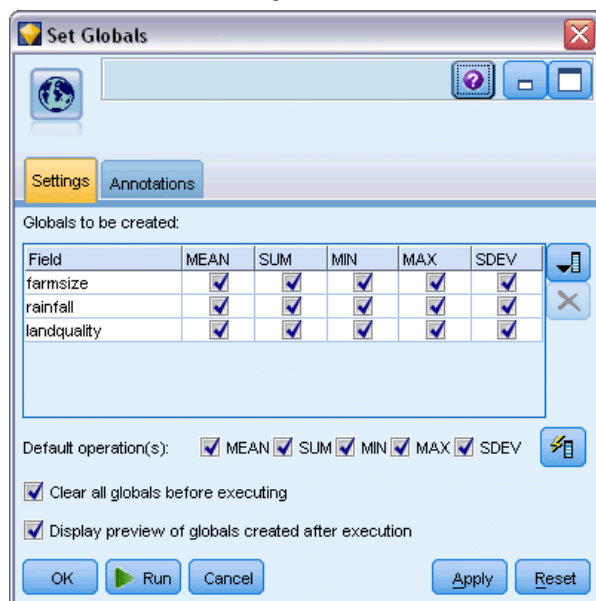 Set Globals
Settings Annotations
Globals to be created:
Field MEAN SUM MIN MAX SDEV
farmsize
rainfall
landquality
Default operation(s): MEAN SUM MIN MAX SDEV
Clear all globals before executing
Display preview of globals created after execution
OK Run Cancel Apply Reset